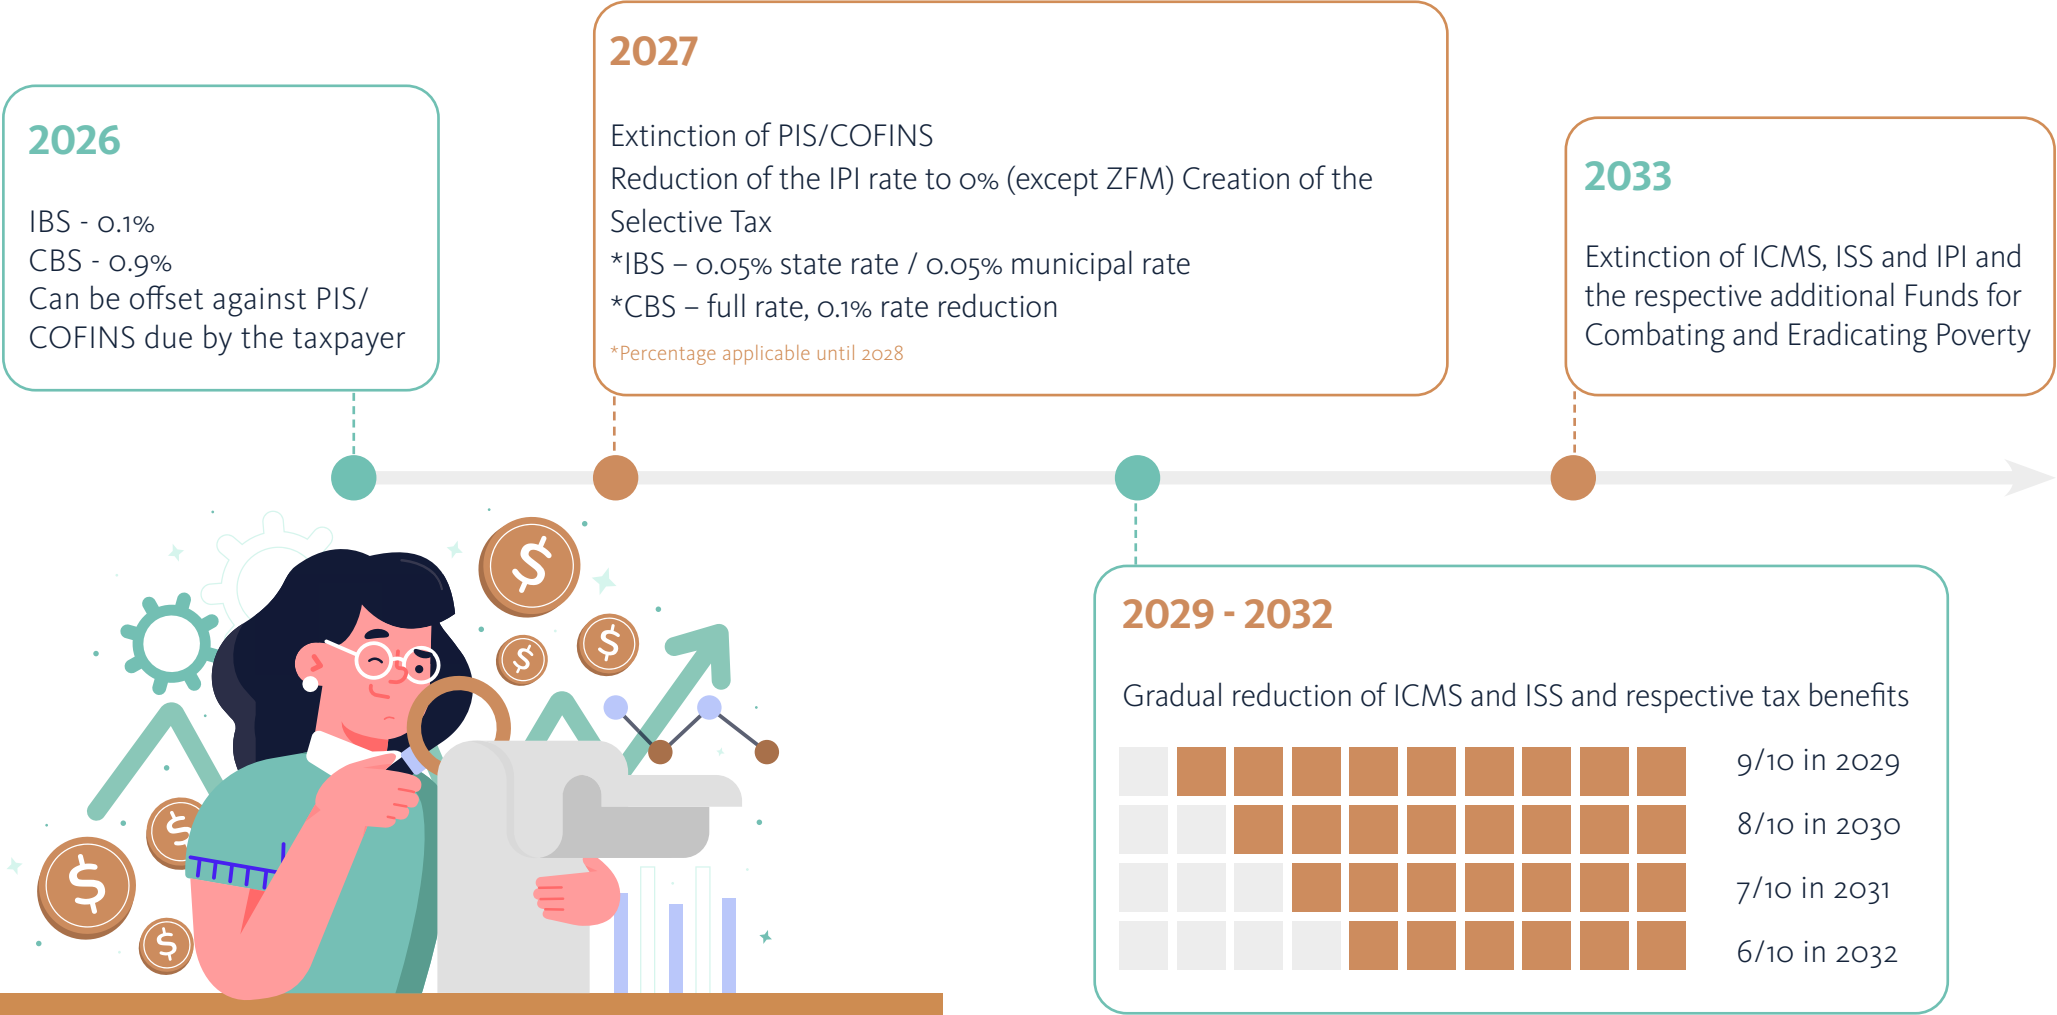 2026
IBS - 0.1%
CBS - 0.9%
Can be offset against PIS/
COFINS due by the taxpayer
2027
Extinction of PIS/COFINS
Reduction of the IPI rate to 0% (except ZFM) Creation of the
Selective Tax
*IBS – 0.05% state rate / 0.05% municipal rate
*CBS – full rate, 0.1% rate reduction
*Percentage applicable until 2028
2033
Extinction of ICMS, ISS and IPI and
the respective additional Funds for
Combating and Eradicating Poverty
2029 - 2032
Gradual reduction of ICMS and ISS and respective tax benefits
9/10 in 2029
8/10 in 2030
7/10 in 2031
6/10 in 2032
$
$
$
$
$
$